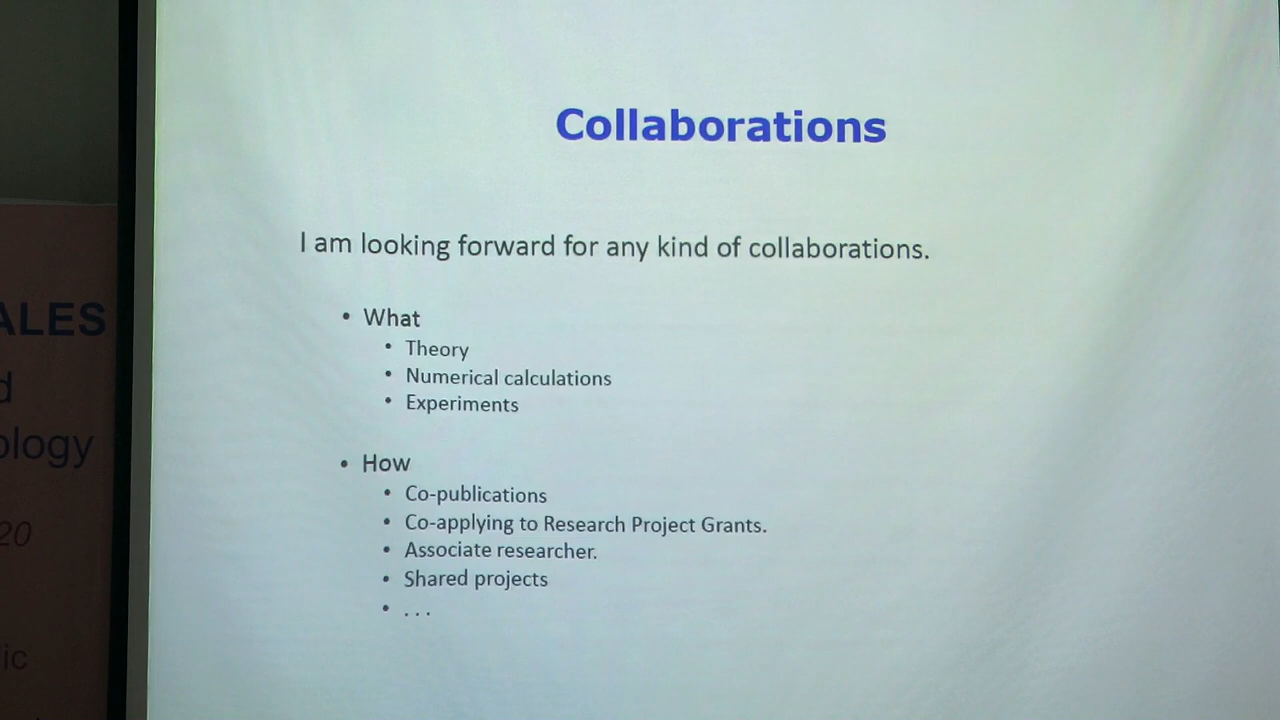 Collaborations
I am looking forward for any kind of collaborations.
• What
• Theory
• Numerical calculations
• Experiments
• How
• Co-publications
• Co-applying to Research Project Grants.
• Associate researcher.
• Shared projects
• . . .
ALES
d
ology
20
ic